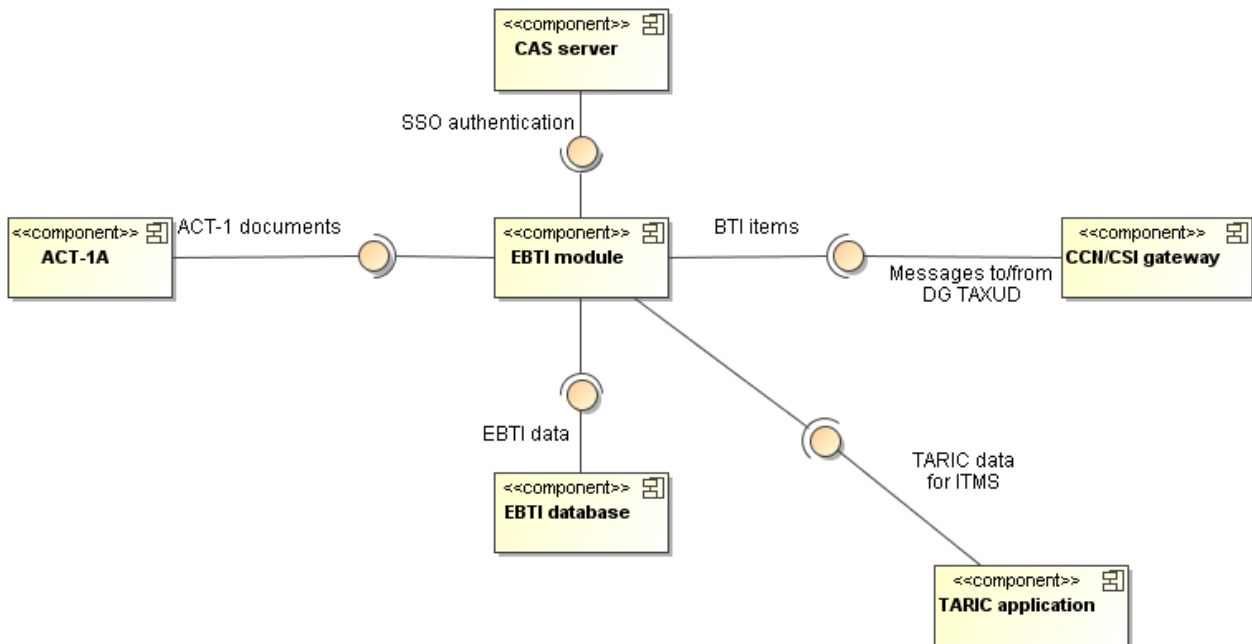 <<component>>
CAS server
SSO authentication
<<component>>
ACT-1A
ACT-1 documents
<<component>>
EBTI module
BTI items
<<component>>
CCN/CSI gateway
Messages to/from
DG TAXUD
EBTI data
<<component>>
EBTI database
TARIC data
for ITMS
<<component>>
TARIC application